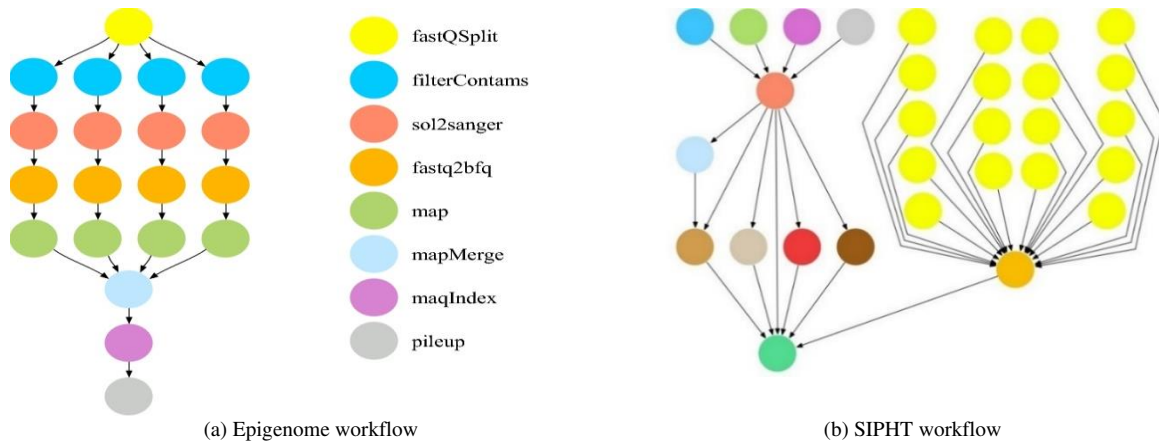 fastQSplit
filterContams
sol2sanger
fastq2bfq
map
mapMerge
maqIndex
pileup
(a) Epigenome workflow
(b) SIPHT workflow